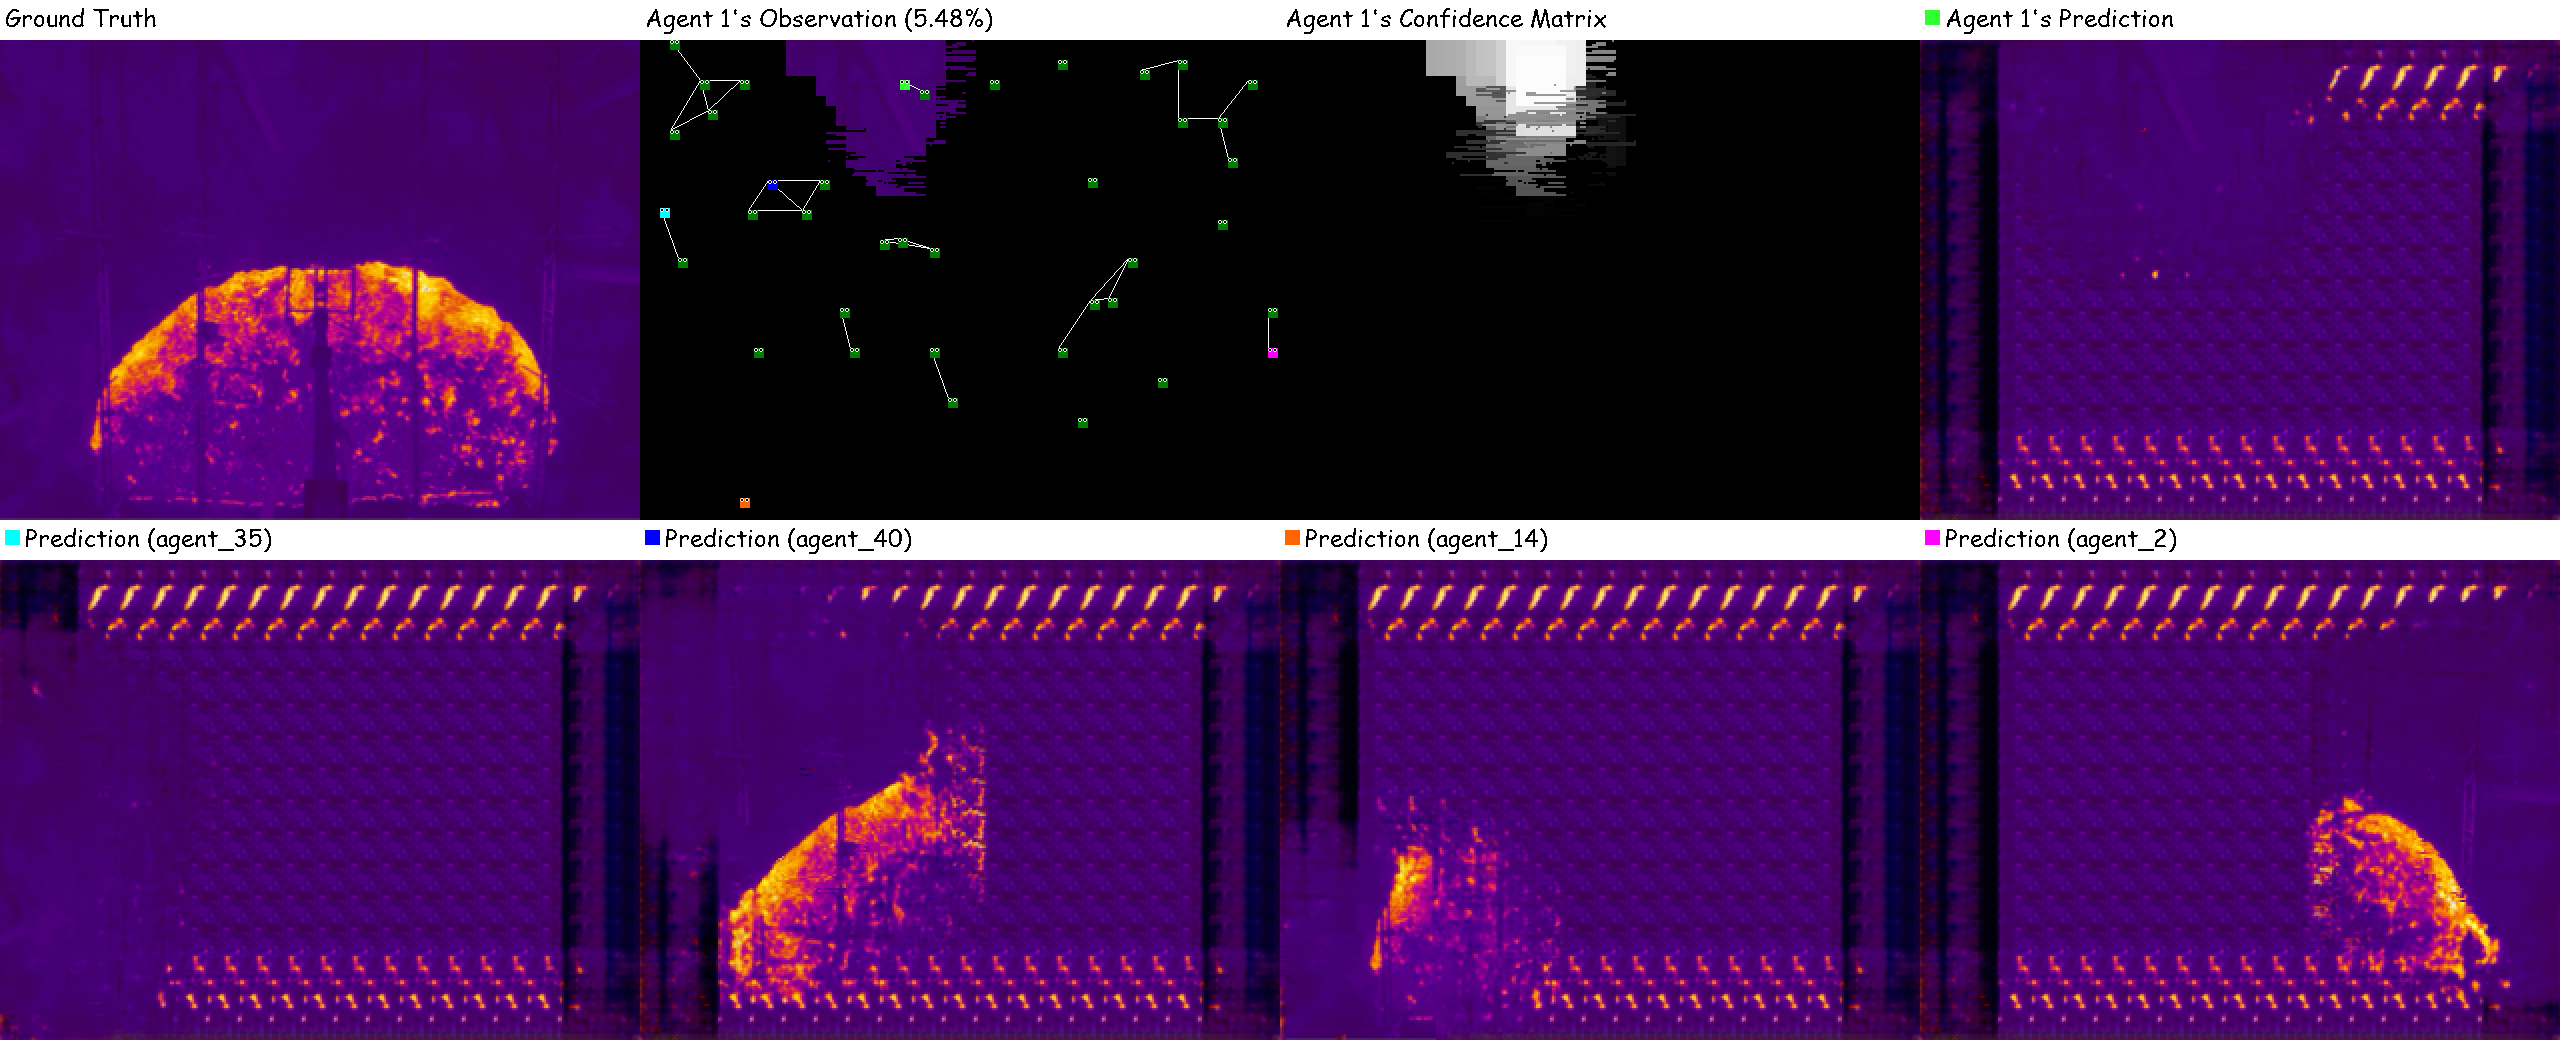 Ground Truth
Agent 1's Observation (5.48%)
Agent 1's Confidence Matrix
Agent 1's Prediction
Prediction (agent_35)
Prediction (agent_40)
Prediction (agent_14)
Prediction (agent_2)